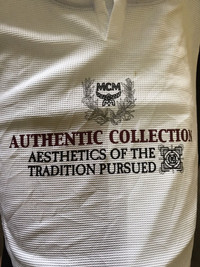 MCM
AUTHENTIC COLLECTION
AESTHETICS OF THE
TRADITION PURSUED